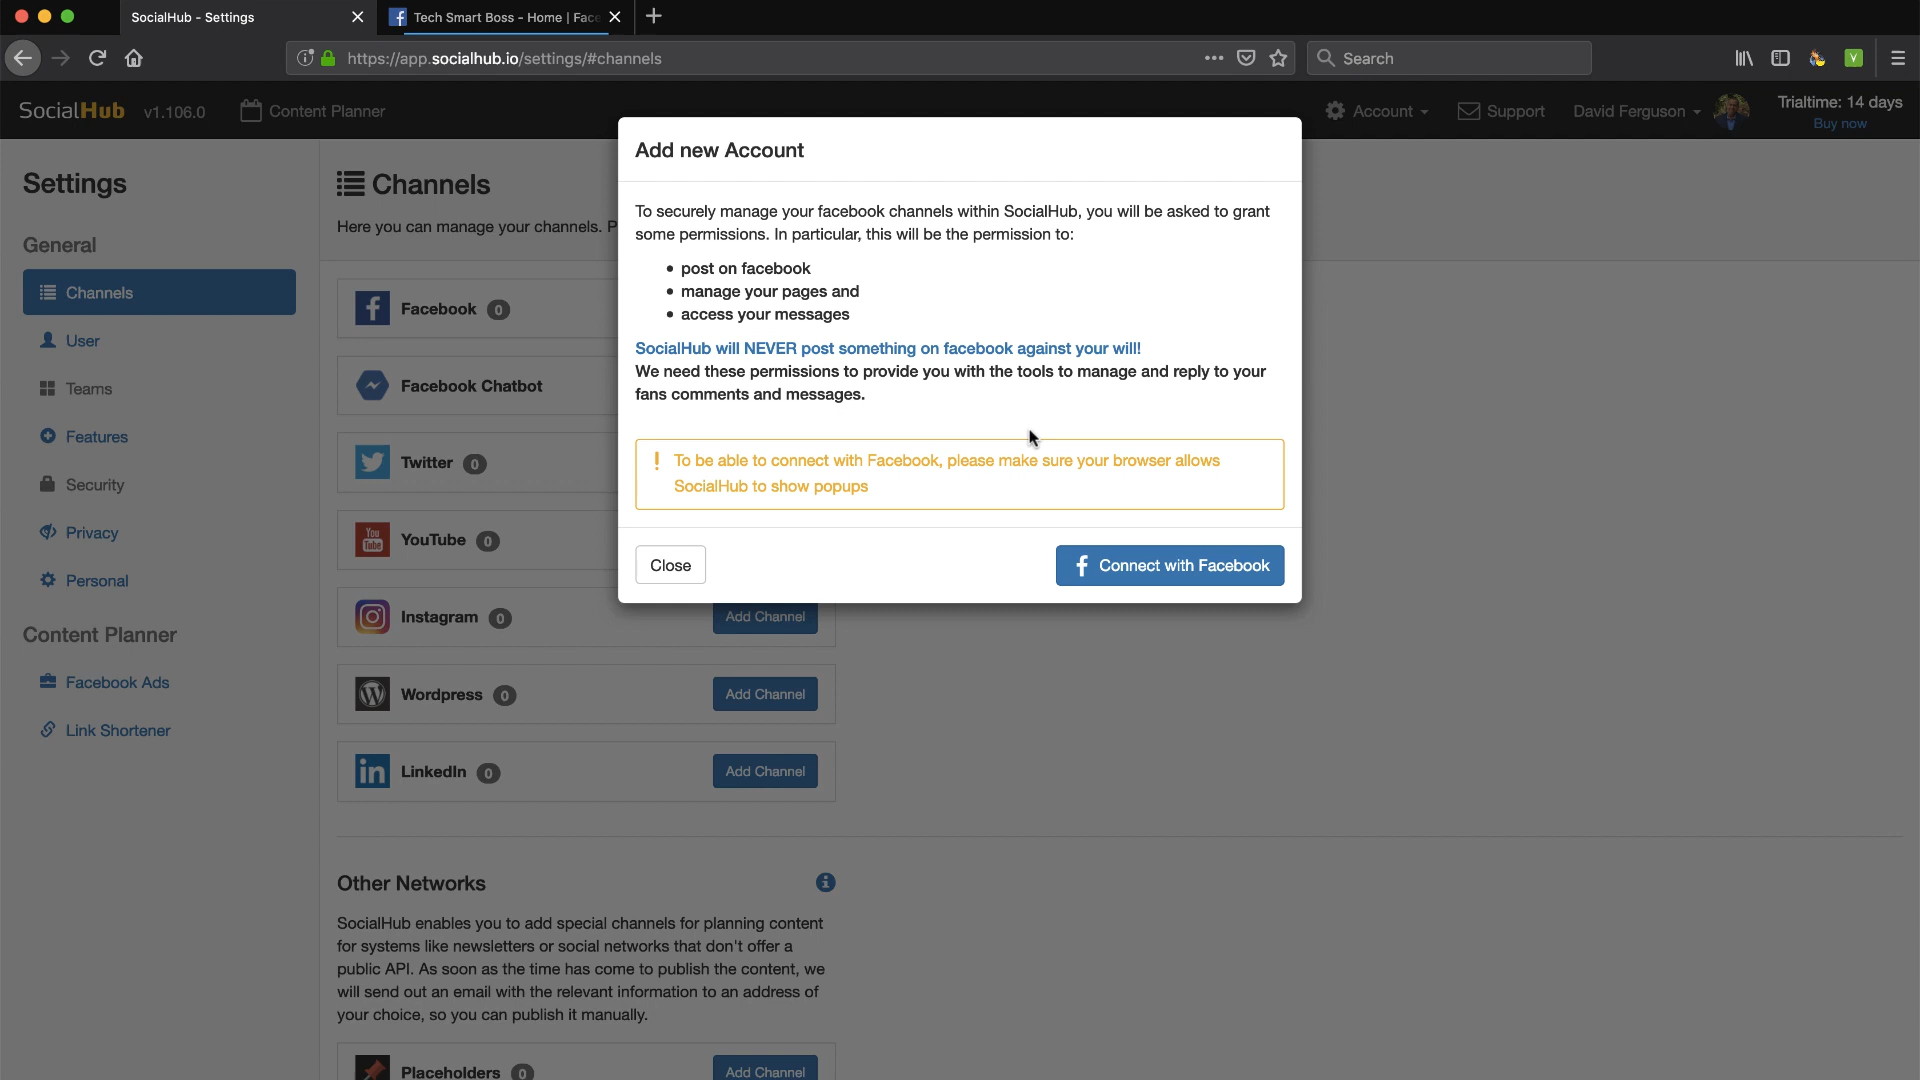 SocialHub - Settings
Tech Smart Boss - Home | Face
https://app.socialhub.io/settings/#channels
Search
SocialHub v1.106.0
Content Planner
Account
Support
David Ferguson
Trialtime: 14 days
Buy now
Settings
General
Channels
User
Teams
Features
Security
Privacy
Personal
Content Planner
Facebook Ads
Link Shortener
Channels
Here you can manage your channels. P
Facebook 0
Facebook Chatbot
Twitter 0
You
Tube
YouTube 0
Instagram 0
Add Channel
Wordpress 0
Add Channel
in
LinkedIn 0
Add Channel
Other Networks
SocialHub enables you to add special channels for planning content
for systems like newsletters or social networks that don't offer a
public API. As soon as the time has come to publish the content, we
will send out an email with the relevant information to an address of
your choice, so you can publish it manually.
Placeholders 0
Add Channel
Add new Account
To securely manage your facebook channels within SocialHub, you will be asked to grant
some permissions. In particular, this will be the permission to:
• post on facebook
• manage your pages and
• access your messages
SocialHub will NEVER post something on facebook against your will!
We need these permissions to provide you with the tools to manage and reply to your
fans comments and messages.
! To be able to connect with Facebook, please make sure your browser allows
SocialHub to show popups
Close
Connect with Facebook